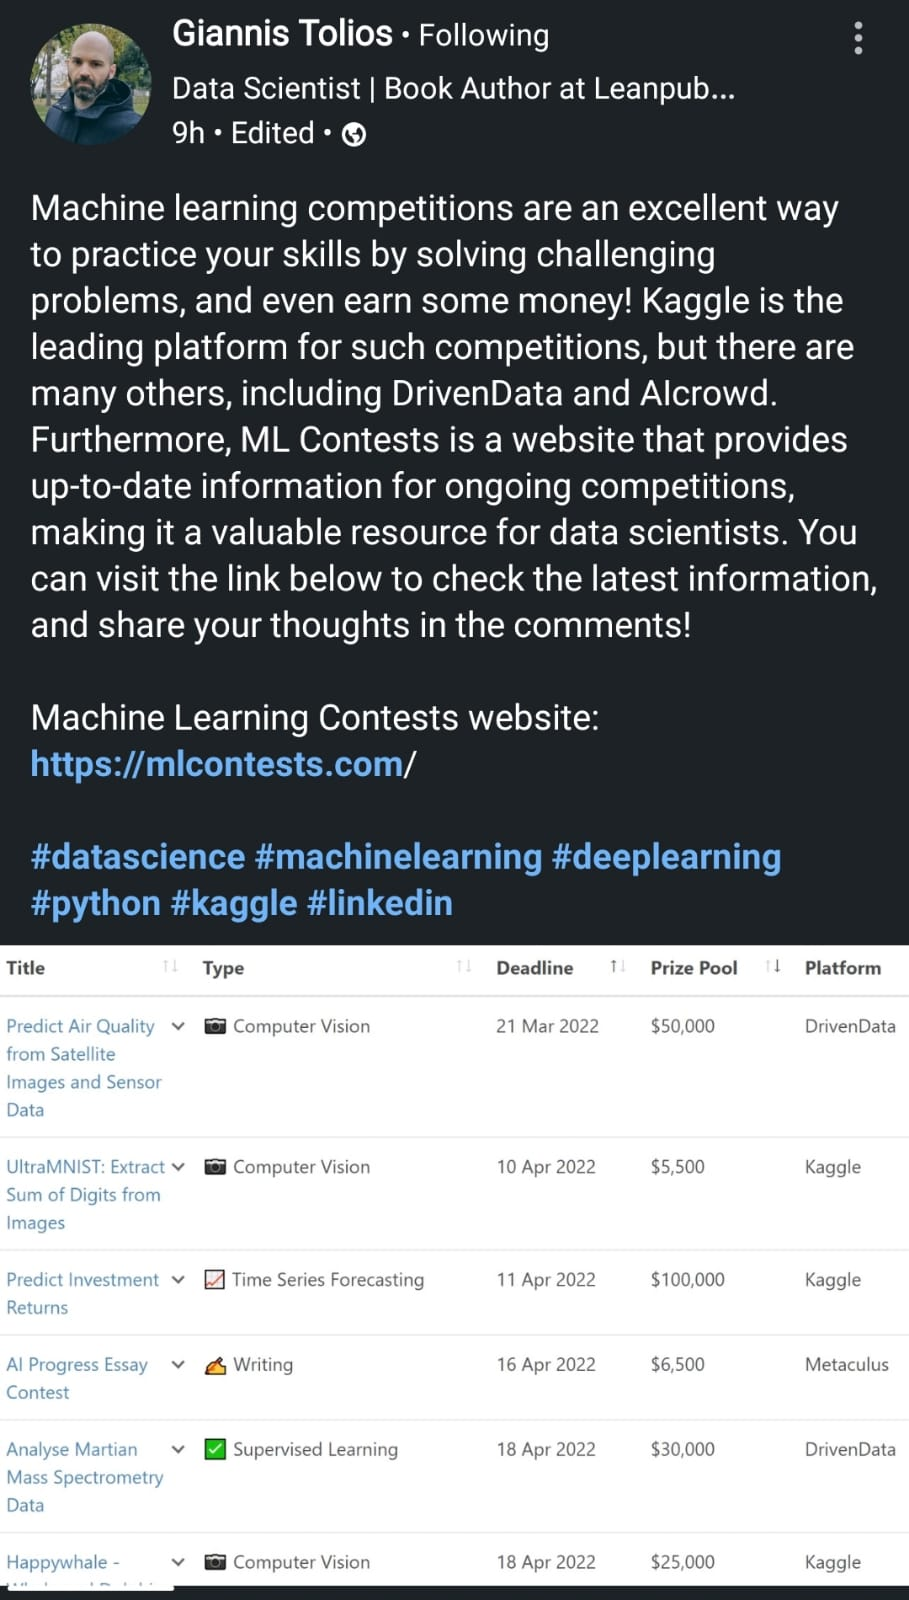 Giannis Tolios • Following
Data Scientist | Book Author at Leanpub...
9h • Edited •
Machine learning competitions are an excellent way
to practice your skills by solving challenging
problems, and even earn some money! Kaggle is the
leading platform for such competitions, but there are
many others, including DrivenData and AIcrowd.
Furthermore, ML Contests is a website that provides
up-to-date information for ongoing competitions,
making it a valuable resource for data scientists. You
can visit the link below to check the latest information,
and share your thoughts in the comments!
Machine Learning Contests website:
https://mlcontests.com/
#datascience #machinelearning #deeplearning
#python #kaggle #linkedin
Title Type Deadline Prize Pool Platform
Predict Air Quality Computer Vision 21 Mar 2022 $50,000 DrivenData
from Satellite
Images and Sensor
Data
UltraMNIST: Extract Computer Vision 10 Apr 2022 $5,500 Kaggle
Sum of Digits from
Images
Predict Investment Time Series Forecasting 11 Apr 2022 $100,000 Kaggle
Returns
AI Progress Essay Writing 16 Apr 2022 $6,500 Metaculus
Contest
Analyse Martian Supervised Learning 18 Apr 2022 $30,000 DrivenData
Mass Spectrometry
Data
Happywhale - Computer Vision 18 Apr 2022 $25,000 Kaggle